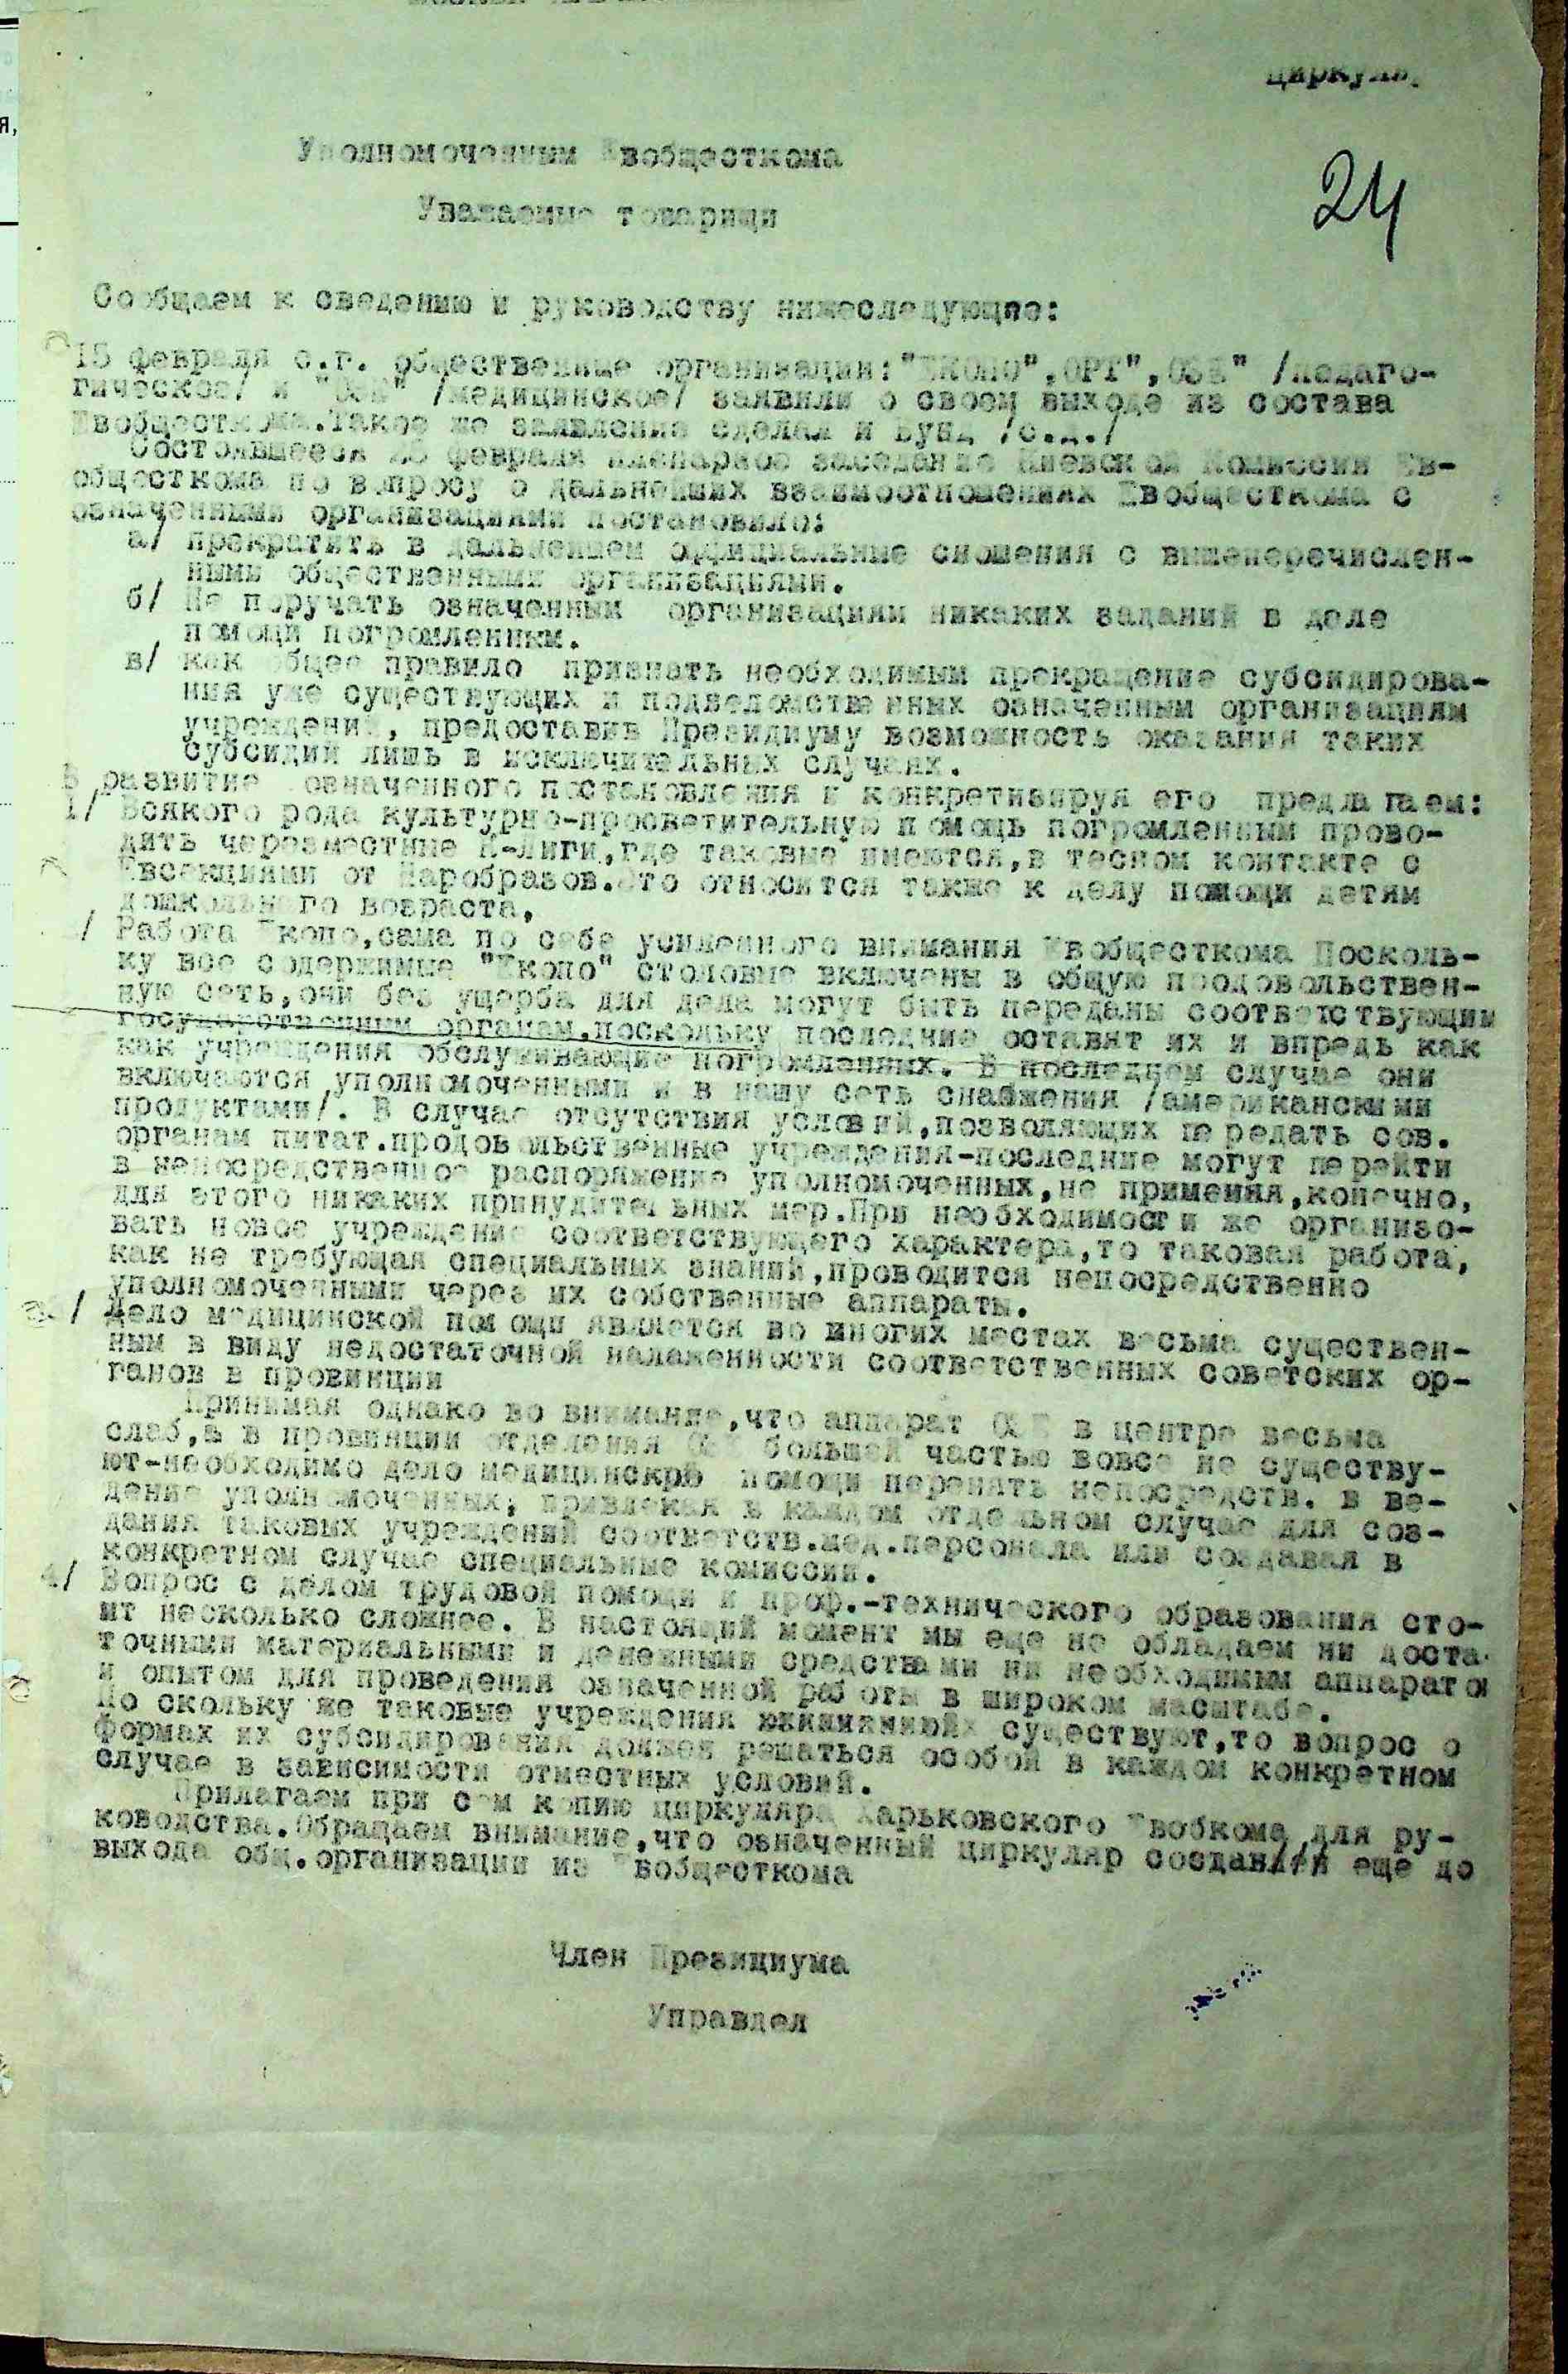 я,
Циркуляр
24
Уполномоченным Евобщесткома
Уважаемые товарищи
Сообщаем к сведению и руководству нижеследующее:
15 февраля с.г. общественные организации:"ЕКОПО",ОРТ",ОЗЕ" /педаго-
гическое/ и "ОЗЕ" /медицинское/ заявили о своем выходе из состава
Евобщесткома.Такое же заявление сделал и Бунд /с.д./
Состоявшееся февраля пленарное заседание Киевской Комиссии Ев-
общесткома по вопросу о дальнейших взаимоотношениях Евобщесткома с
означенными организациями постановило:
а/ прекратить в дальнейшем официальные сношения с вышеперечислен-
ными общественными организациями.
б/ Не поручать означенным организациям никаких заданий в деле
помощи погромленным.
в/ как общее правило признать необходимым прекращение субсидирова-
ния уже существующих и подведомственных означенным организациям
учреждений, предоставив Президиуму возможность оказания таких
субсидий лишь в исключительных случаях.
В развитие означенного постановления и конкретизируя его предлагаем:
1/ Всякого рода культурно-просветительную помощь погромленным прово-
дить черезместные К-лиги,где таковые имеются,в тесном контакте с
Евсекциями от Наробразов.Это относится также к делу помощи детям
дошкольного возраста,
/ Работа Екопо,сама по себе усиленного внимания Евобщесткома Посколь-
ку все содержимые "Екопо" столовые включены в общую продовольствен-
ную сеть,они без ущерба для дела могут быть переданы соответствующим
государственным органам,поскольку последние оставят их и впредь как
как учреждения обслуживающие погромленных. В последнем случае они
включаются уполномоченными и в нашу сеть снабжения /американскими
продуктами/. В случае отсутствия условий,позволяющих передать сов.
органам питат.продовольственные учреждения-последние могут перейти
в непосредственное распоряжение уполномоченных,не применяя,конечно,
для этого никаких принудительных мер.При необходимости же организо-
вать новое учреждение соответствующего характера,то таковая работа,
как не требующая специальных знаний,проводится непосредственно
уполномоченными через их собственные аппараты.
/ Дело медицинской помощи является во многих местах весьма существен-
ным в виду недостаточной налаженности соответственных советских ор-
ганов в провинции
Принимая однако во внимание,что аппарат ОЗЕ в центре весьма
слаб,а в провинции отделения ОЗЕ большей частью вовсе не существу-
ют-необходимо дело медицинской помощи перенять непосредств. в ве-
дение уполномоченных, привлекая в каждом отдельном случае для соз-
дания таковых учреждений соответств.мед.персонала или создавая в
конкретном случае специальные комиссии.
4/ Вопрос с делом трудовой помощи и проф.-технического образования сто-
ит несколько сложнее. В настоящий момент мы еще не обладаем ни доста-
точными материальными и денежными средствами ни необходимым аппаратом
и опытом для проведения означенной работы в широком масштабе.
По скольку же таковые учреждения существуют,то вопрос о
формах их субсидирования должен решаться особой в каждом конкретном
случае в зависимости отместных условий.
Прилагаем при сем копию циркуляра Харьковского Евобкома для ру-
ководства.Обращаем внимание,что означенный циркуляр создан/// еще до
выхода общ.организации из Евобщесткома
Член Президиума
Управдел